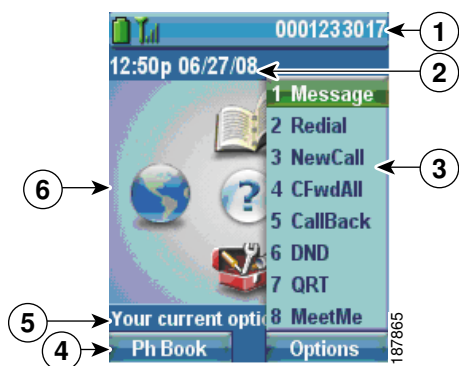 0001233017
1
12:50p 06/27/08
2
1 Message
2 Redial
3 NewCall
3
4 CFwdAll
6
?
5 CallBack
6 DND
7 QRT
5
Your current opti
8 MeetMe
4
Ph Book
Options
187865